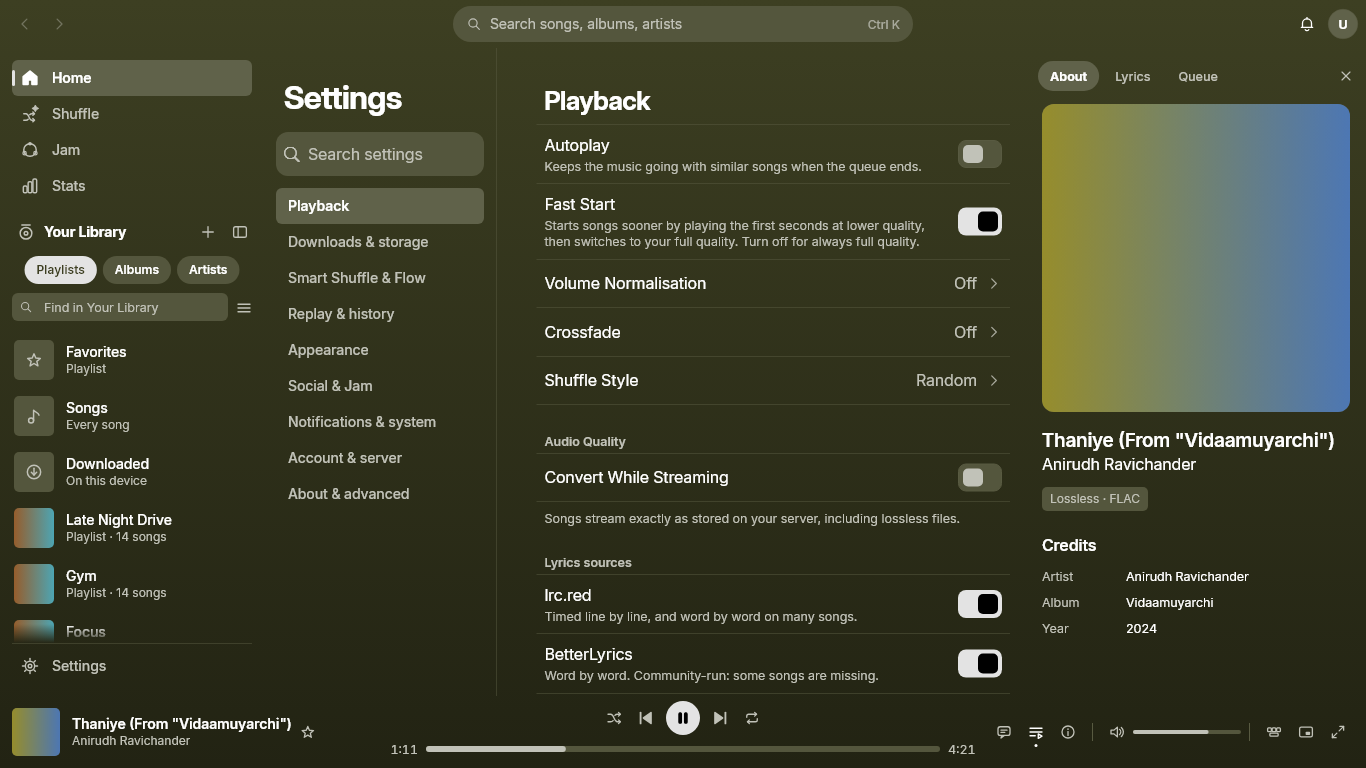 Search songs, albums, artists
Ctrl K
U
Home
Shuffle
Jam
Stats
Your Library
Playlists
Albums
Artists
Find in Your Library
Favorites
Playlist
Songs
Every song
Downloaded
On this device
Late Night Drive
Playlist · 14 songs
Gym
Playlist · 14 songs
Focus
Settings
Settings
Search settings
Playback
Downloads & storage
Smart Shuffle & Flow
Replay & history
Appearance
Social & Jam
Notifications & system
Account & server
About & advanced
Playback
Autoplay
Keeps the music going with similar songs when the queue ends.
Fast Start
Starts songs sooner by playing the first seconds at lower quality,
then switches to your full quality. Turn off for always full quality.
Volume Normalisation
Off
Crossfade
Off
Shuffle Style
Random
Audio Quality
Convert While Streaming
Songs stream exactly as stored on your server, including lossless files.
Lyrics sources
lrc.red
Timed line by line, and word by word on many songs.
BetterLyrics
Word by word. Community-run: some songs are missing.
About
Lyrics
Queue
Thaniye (From "Vidaamuyarchi")
Anirudh Ravichander
Lossless · FLAC
Credits
Artist
Anirudh Ravichander
Album
Vidaamuyarchi
Year
2024
Thaniye (From "Vidaamuyarchi")
Anirudh Ravichander
1:11
4:21